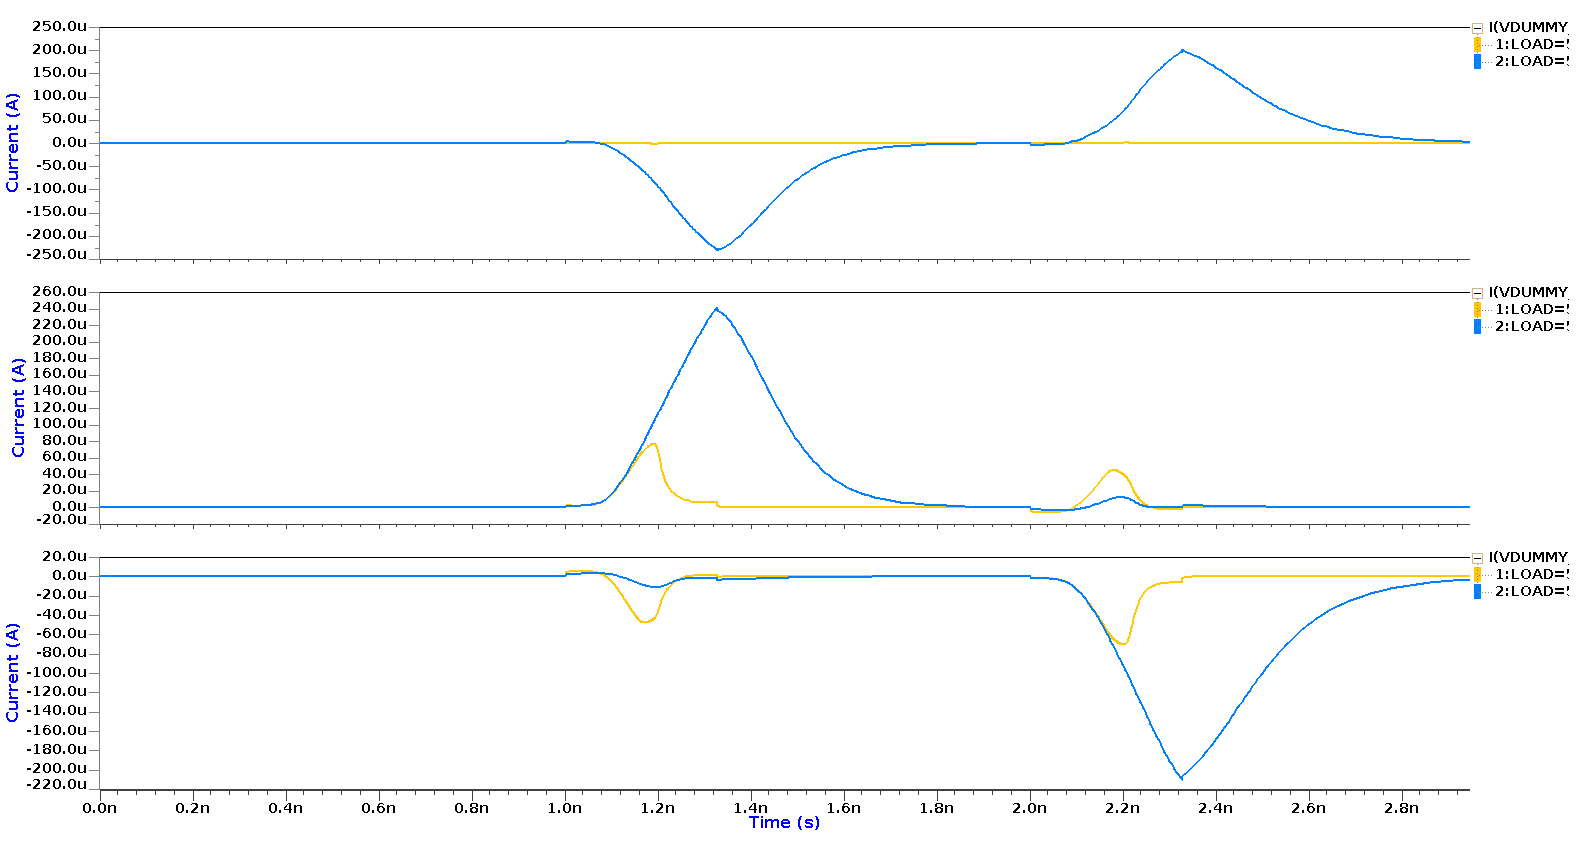 250.0u
200.0u
150.0u
100.0u
50.0u
0.0u
-50.0u
-100.0u
-150.0u
-200.0u
-250.0u
Current (A)
I(VDUMMY
1:LOAD=5
2:LOAD=5
260.0u
240.0u
220.0u
200.0u
180.0u
160.0u
140.0u
120.0u
100.0u
80.0u
60.0u
40.0u
20.0u
0.0u
-20.0u
Current (A)
I(VDUMMY
1:LOAD=5
2:LOAD=5
20.0u
0.0u
-20.0u
-40.0u
-60.0u
-80.0u
-100.0u
-120.0u
-140.0u
-160.0u
-180.0u
-200.0u
-220.0u
Current (A)
I(VDUMMY
1:LOAD=5
2:LOAD=5
0.0n 0.2n 0.4n 0.6n 0.8n 1.0n 1.2n 1.4n 1.6n 1.8n 2.0n 2.2n 2.4n 2.6n 2.8n
Time (s)